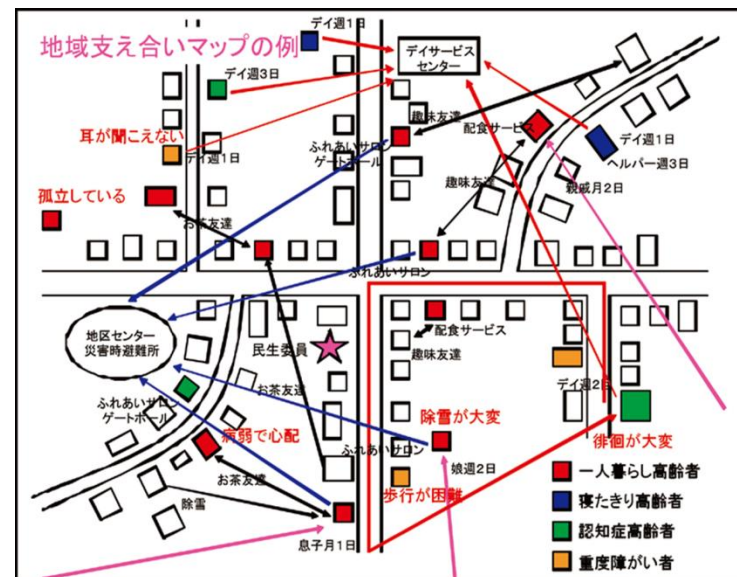 地域支え合いマップの例
デイ週1日
デイサービス
センター
デイ週3日
耳が聞こえない
デイ週1日
趣味友達
配食サービス
ふれあいサロン
ゲートボール
デイ週1日
ヘルパー週3日
趣味友達
親戚月2日
孤立している
お茶友達
ふれあいサロン
地区センター
災害時避難所
民生委員
配食サービス
趣味友達
デイ週2日
お茶友達
ふれあいサロン
ゲートボール
病弱で心配
除雪が大変
ふれあいサロン
娘週2日
徘徊が大変
お茶友達
歩行が困難
除雪
息子月1日
一人暮らし高齢者
寝たきり高齢者
認知症高齢者
重度障がい者